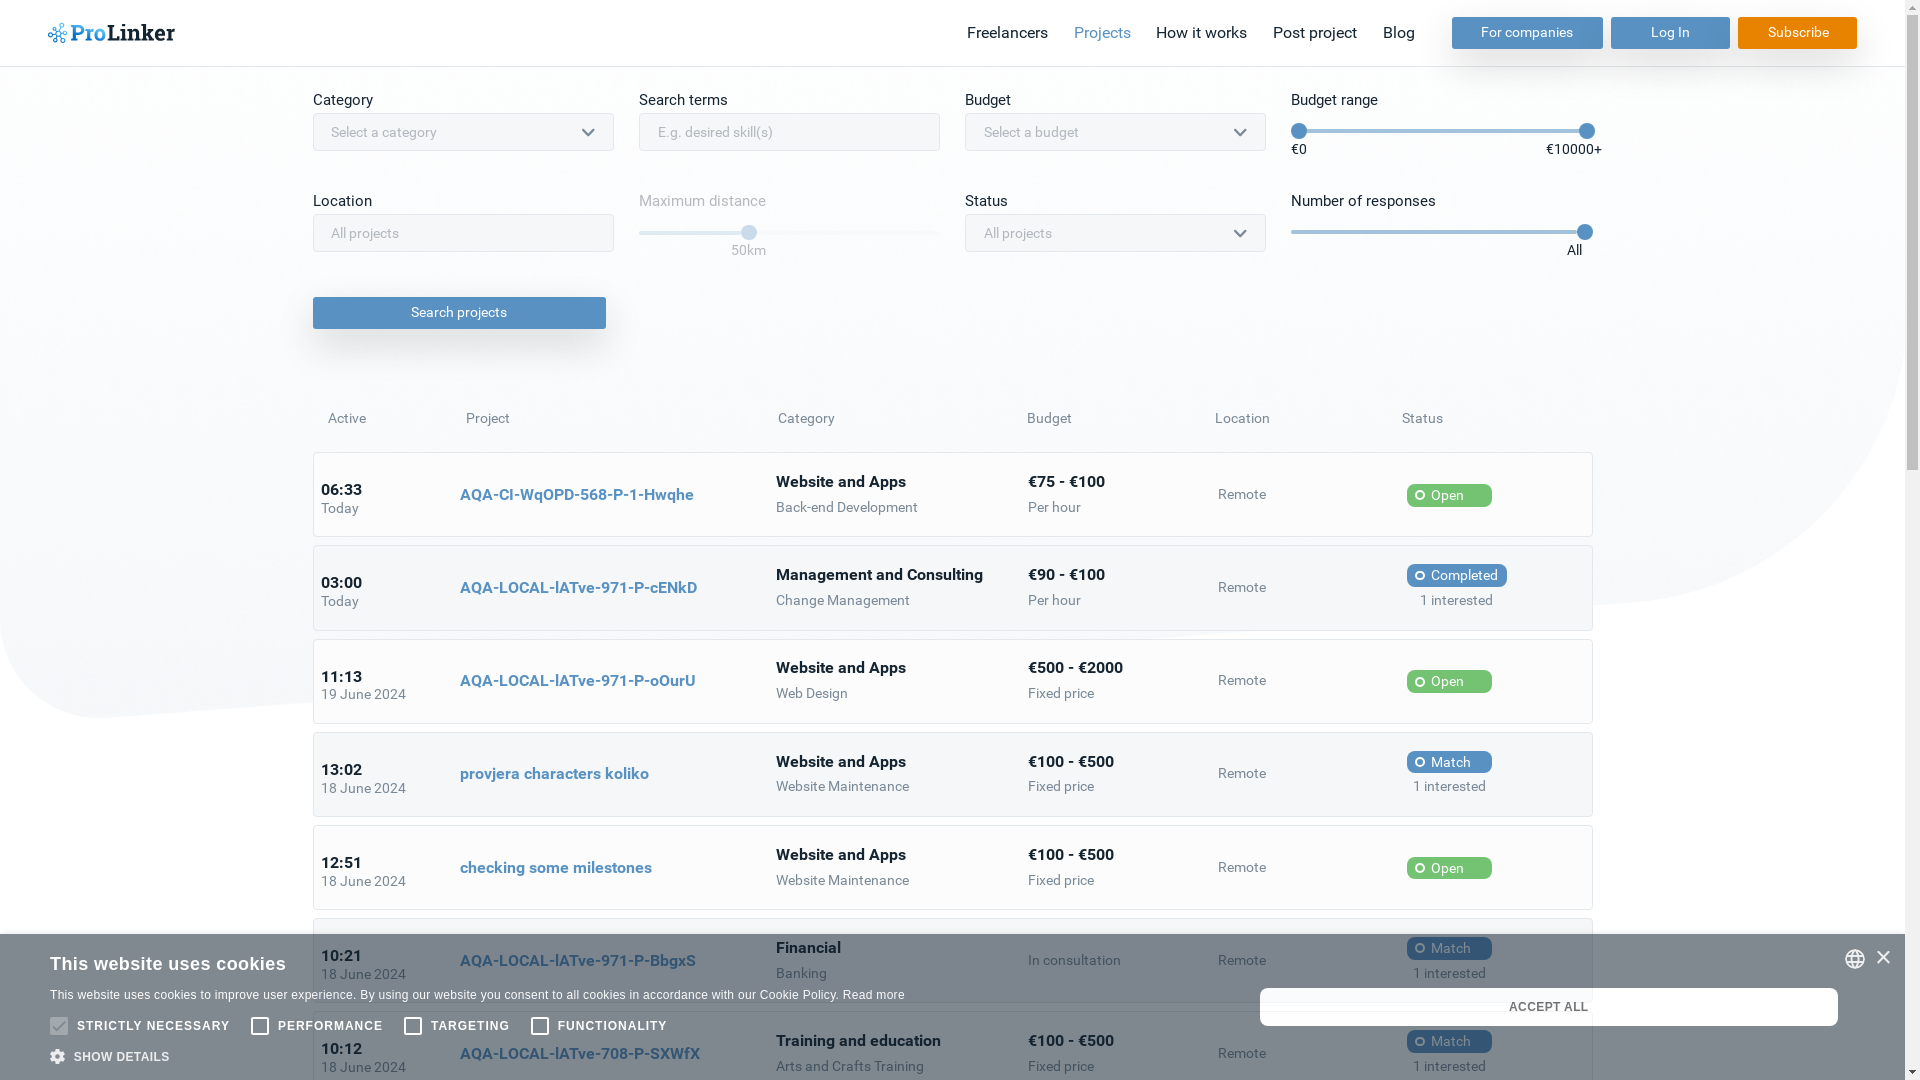 ProLinker
Freelancers Projects How it works Post project Blog For companies Log In Subscribe
Category Search terms Budget Budget range
Select a category E.g. desired skill(s) Select a budget
€0 €10000+
Location Maximum distance Status Number of responses
All projects All projects
50km All
Search projects
Active Project Category Budget Location Status
06:33 AQA-CI-WqOPD-568-P-1-Hwqhe Website and Apps €75 - €100 Remote Open
Today Back-end Development Per hour
03:00 AQA-LOCAL-lATve-971-P-cENkD Management and Consulting €90 - €100 Remote Completed
Today Change Management Per hour 1 interested
11:13 AQA-LOCAL-lATve-971-P-oOurU Website and Apps €500 - €2000 Remote Open
19 June 2024 Web Design Fixed price
13:02 provjera characters koliko Website and Apps €100 - €500 Remote Match
18 June 2024 Website Maintenance Fixed price 1 interested
12:51 checking some milestones Website and Apps €100 - €500 Remote Open
18 June 2024 Website Maintenance Fixed price
10:21 AQA-LOCAL-lATve-971-P-BbgxS Financial In consultation Remote Match
18 June 2024 Banking 1 interested
10:12 AQA-LOCAL-lATve-708-P-SXWfX Training and education €100 - €500 Remote Match
18 June 2024 Arts and Crafts Training Fixed price 1 interested
This website uses cookies
This website uses cookies to improve user experience. By using our website you consent to all cookies in accordance with our Cookie Policy. Read more
STRICTLY NECESSARY PERFORMANCE TARGETING FUNCTIONALITY
SHOW DETAILS
ACCEPT ALL